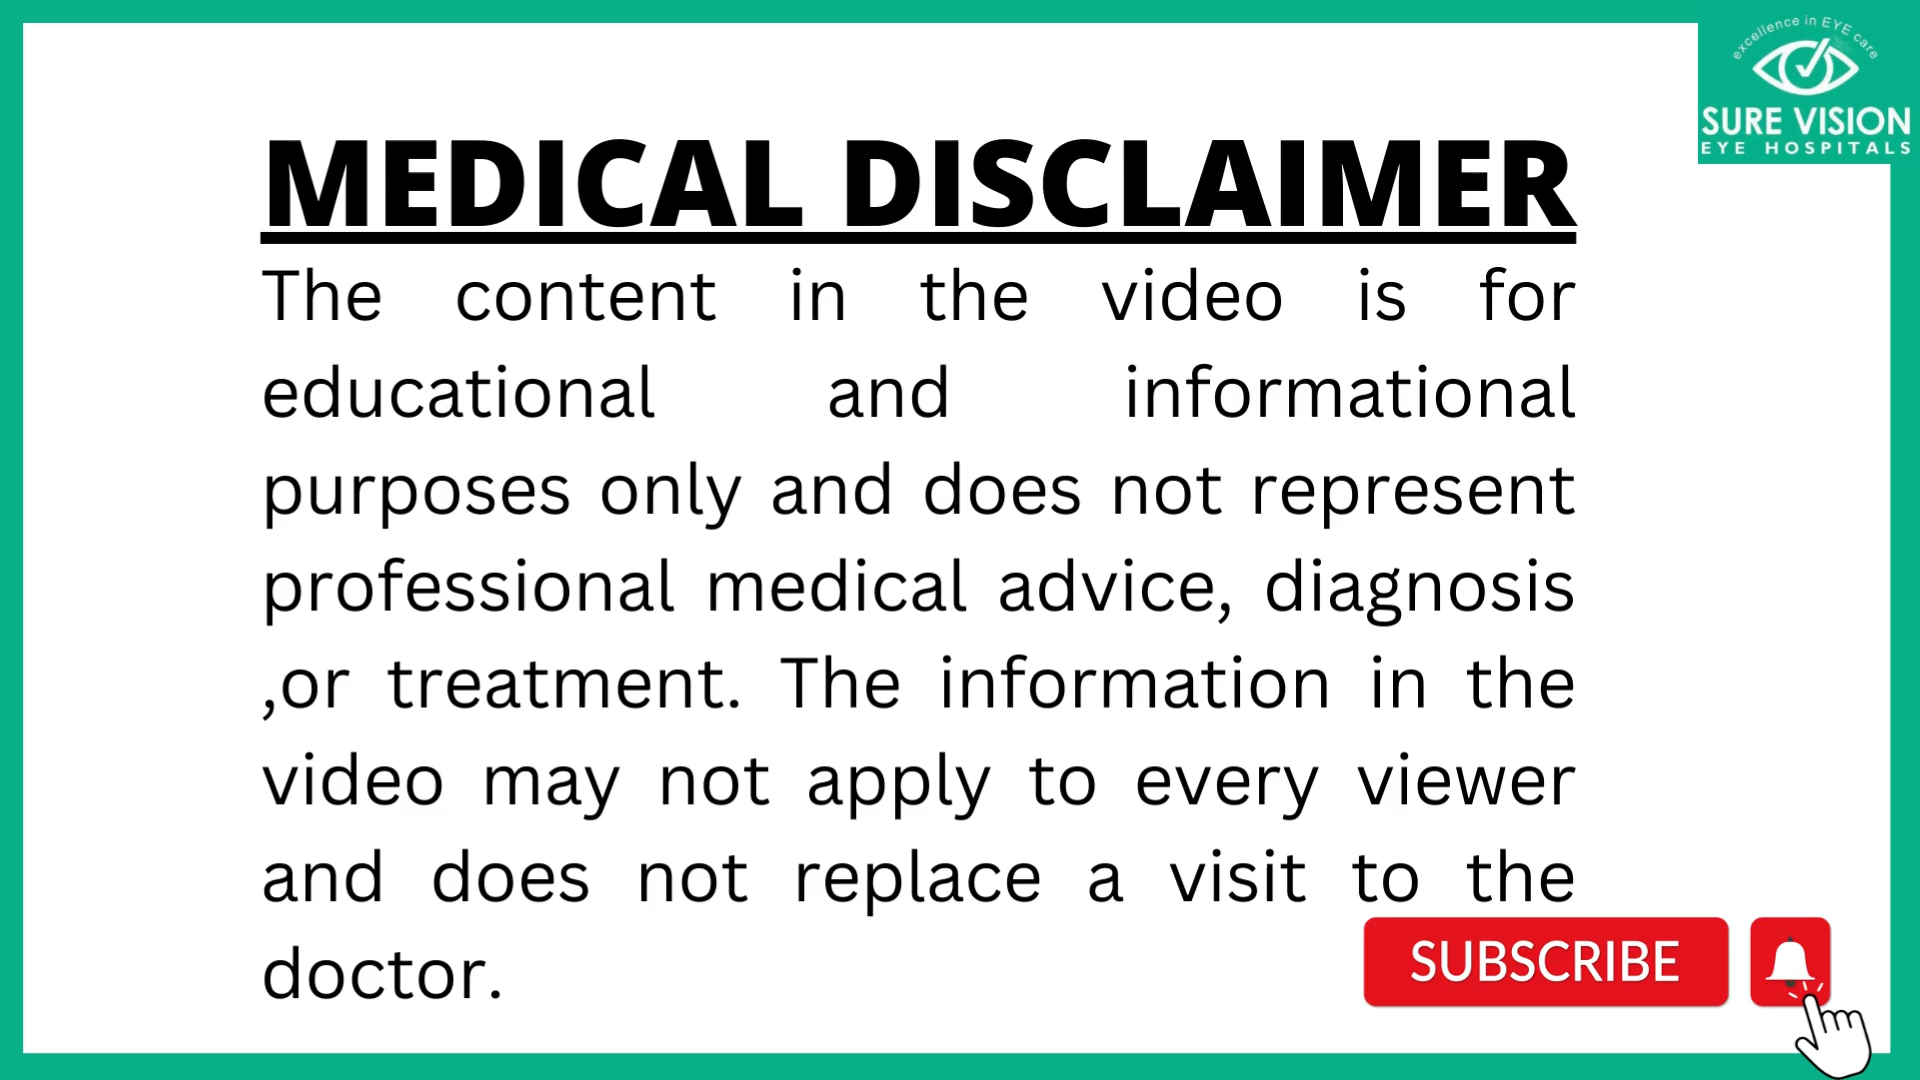 excellence in EYE care
SURE VISION
EYE HOSPITALS
MEDICAL DISCLAIMER
The content in the video is for
educational and informational
purposes only and does not represent
professional medical advice, diagnosis
,or treatment. The information in the
video may not apply to every viewer
and does not replace a visit to the
doctor.
SUBSCRIBE